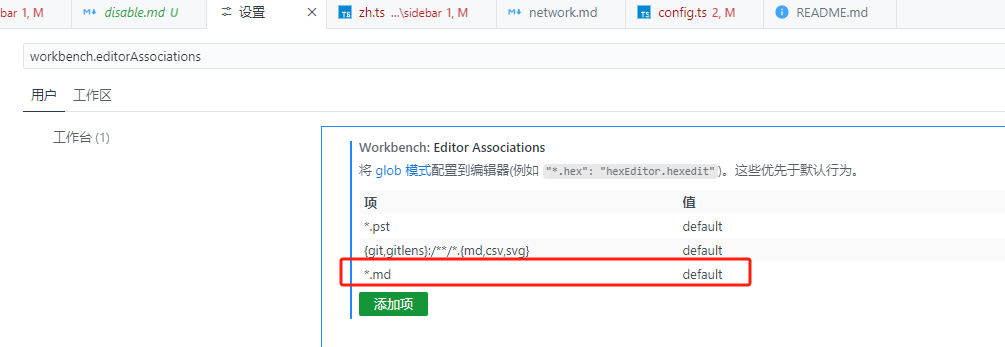 bar 1, M disable.md U 设置 zh.ts ...\sidebar 1, M network.md config.ts 2, M README.md
workbench.editorAssociations
用户 工作区
工作台 (1)
Workbench: Editor Associations
将 glob 模式配置到编辑器(例如 "*.hex": "hexEditor.hexedit")。这些优先于默认行为。
项 值
*.pst default
{git,gitlens}:/**/*.{md,csv,svg} default
*.md default
添加项